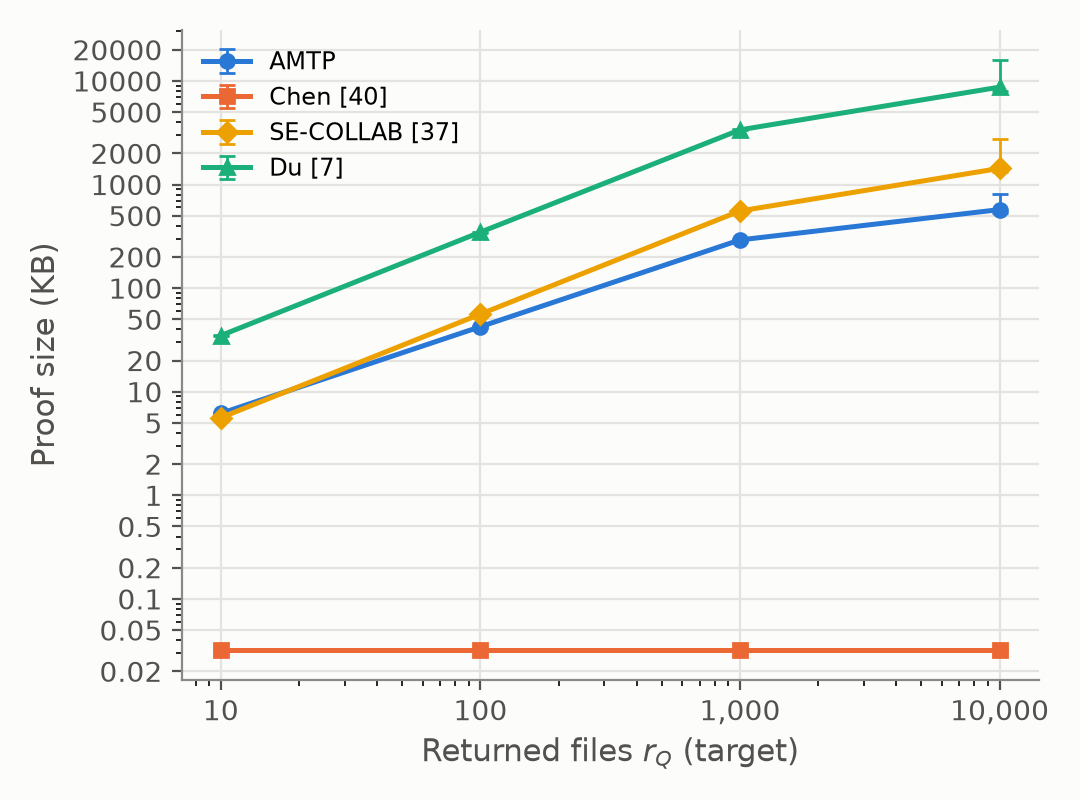 AMTP
Chen [40]
SE-COLLAB [37]
Du [7]
Proof size (KB)
20000
10000
5000
2000
1000
500
200
100
50
20
10
5
2
1
0.5
0.2
0.1
0.05
0.02
10 100 1,000 10,000
Returned files r_Q (target)